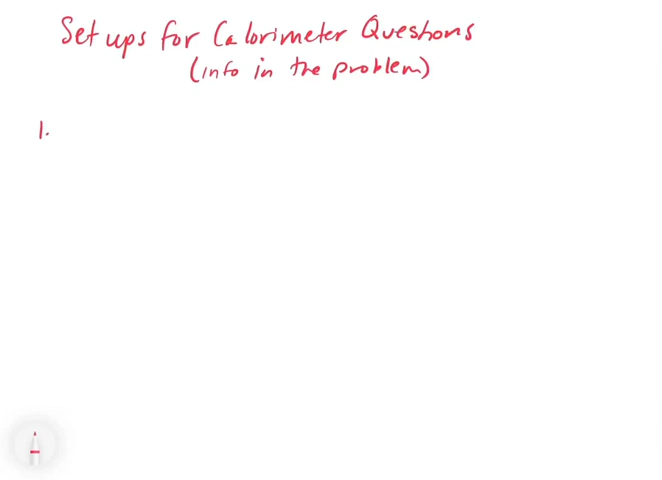 Set ups for Calorimeter Questions
(info in the problem)
1.